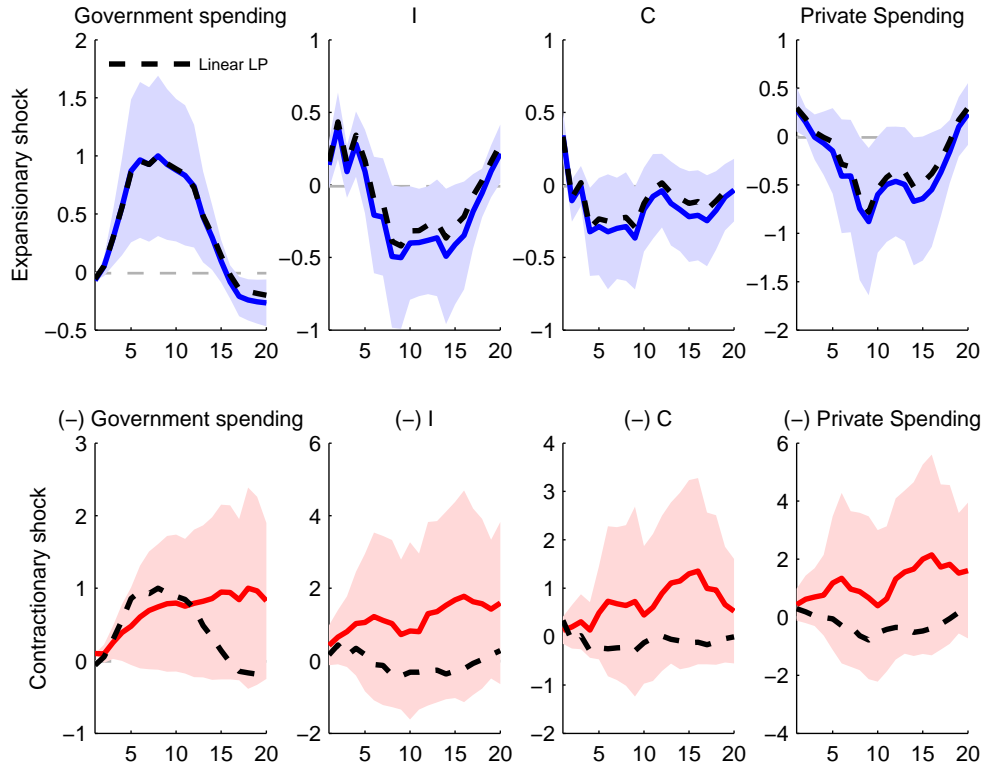 Government spending
I
C
Private Spending
Expansionary shock
Linear LP
2
1.5
1
0.5
0
−0.5
5 10 15 20
1
0.5
0
−0.5
−1
5 10 15 20
1
0.5
0
−0.5
−1
5 10 15 20
1
0.5
0
−0.5
−1
−1.5
−2
5 10 15 20
(−) Government spending
(−) I
(−) C
(−) Private Spending
Contractionary shock
3
2
1
0
−1
5 10 15 20
6
4
2
0
−2
5 10 15 20
4
3
2
1
0
−1
−2
5 10 15 20
6
4
2
0
−2
−4
5 10 15 20